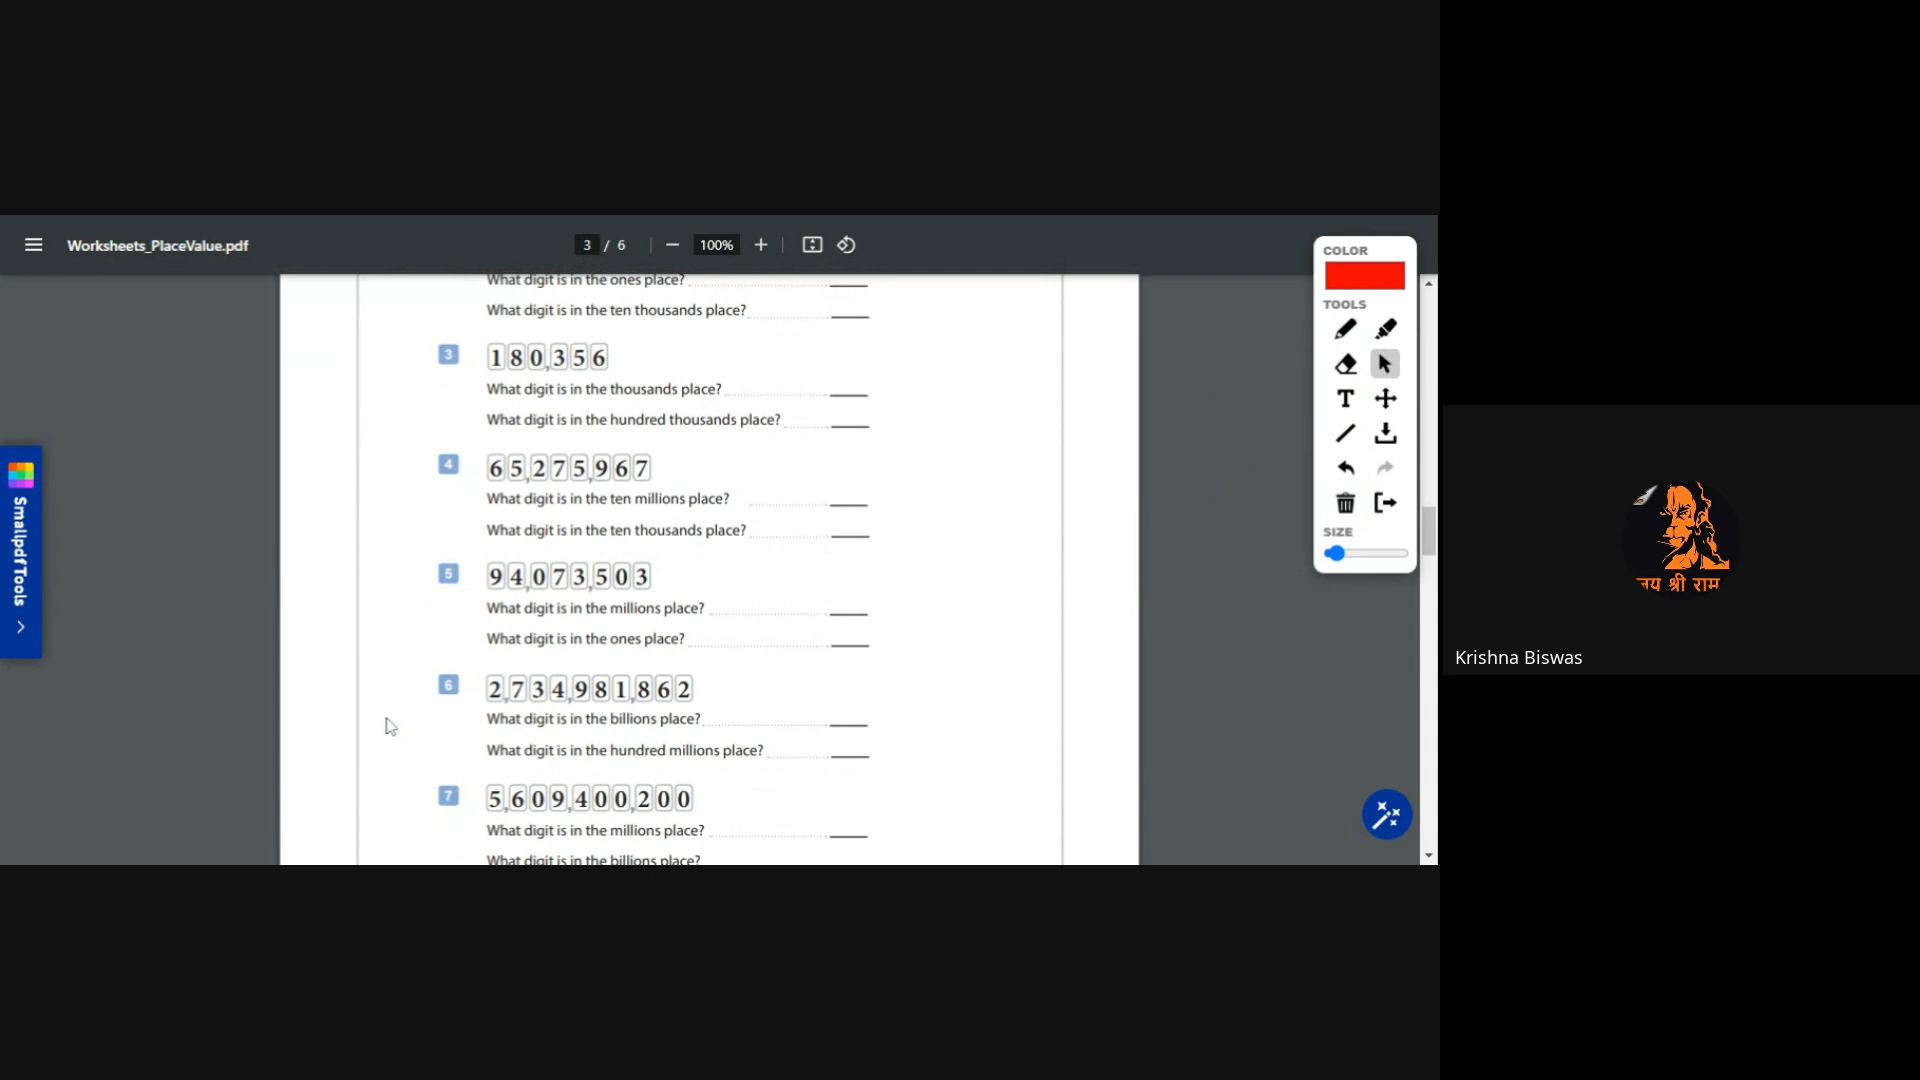 Worksheets_PlaceValue.pdf
3 / 6
100%
What digit is in the ones place?
What digit is in the ten thousands place?
3
180,356
What digit is in the thousands place?
What digit is in the hundred thousands place?
4
65,275,967
What digit is in the ten millions place?
What digit is in the ten thousands place?
5
94,073,503
What digit is in the millions place?
What digit is in the ones place?
6
2,734,981,862
What digit is in the billions place?
What digit is in the hundred millions place?
7
5,609,400,200
What digit is in the millions place?
What digit is in the billions place?
Smallpdf Tools
COLOR
TOOLS
T
SIZE
जय श्री राम
Krishna Biswas